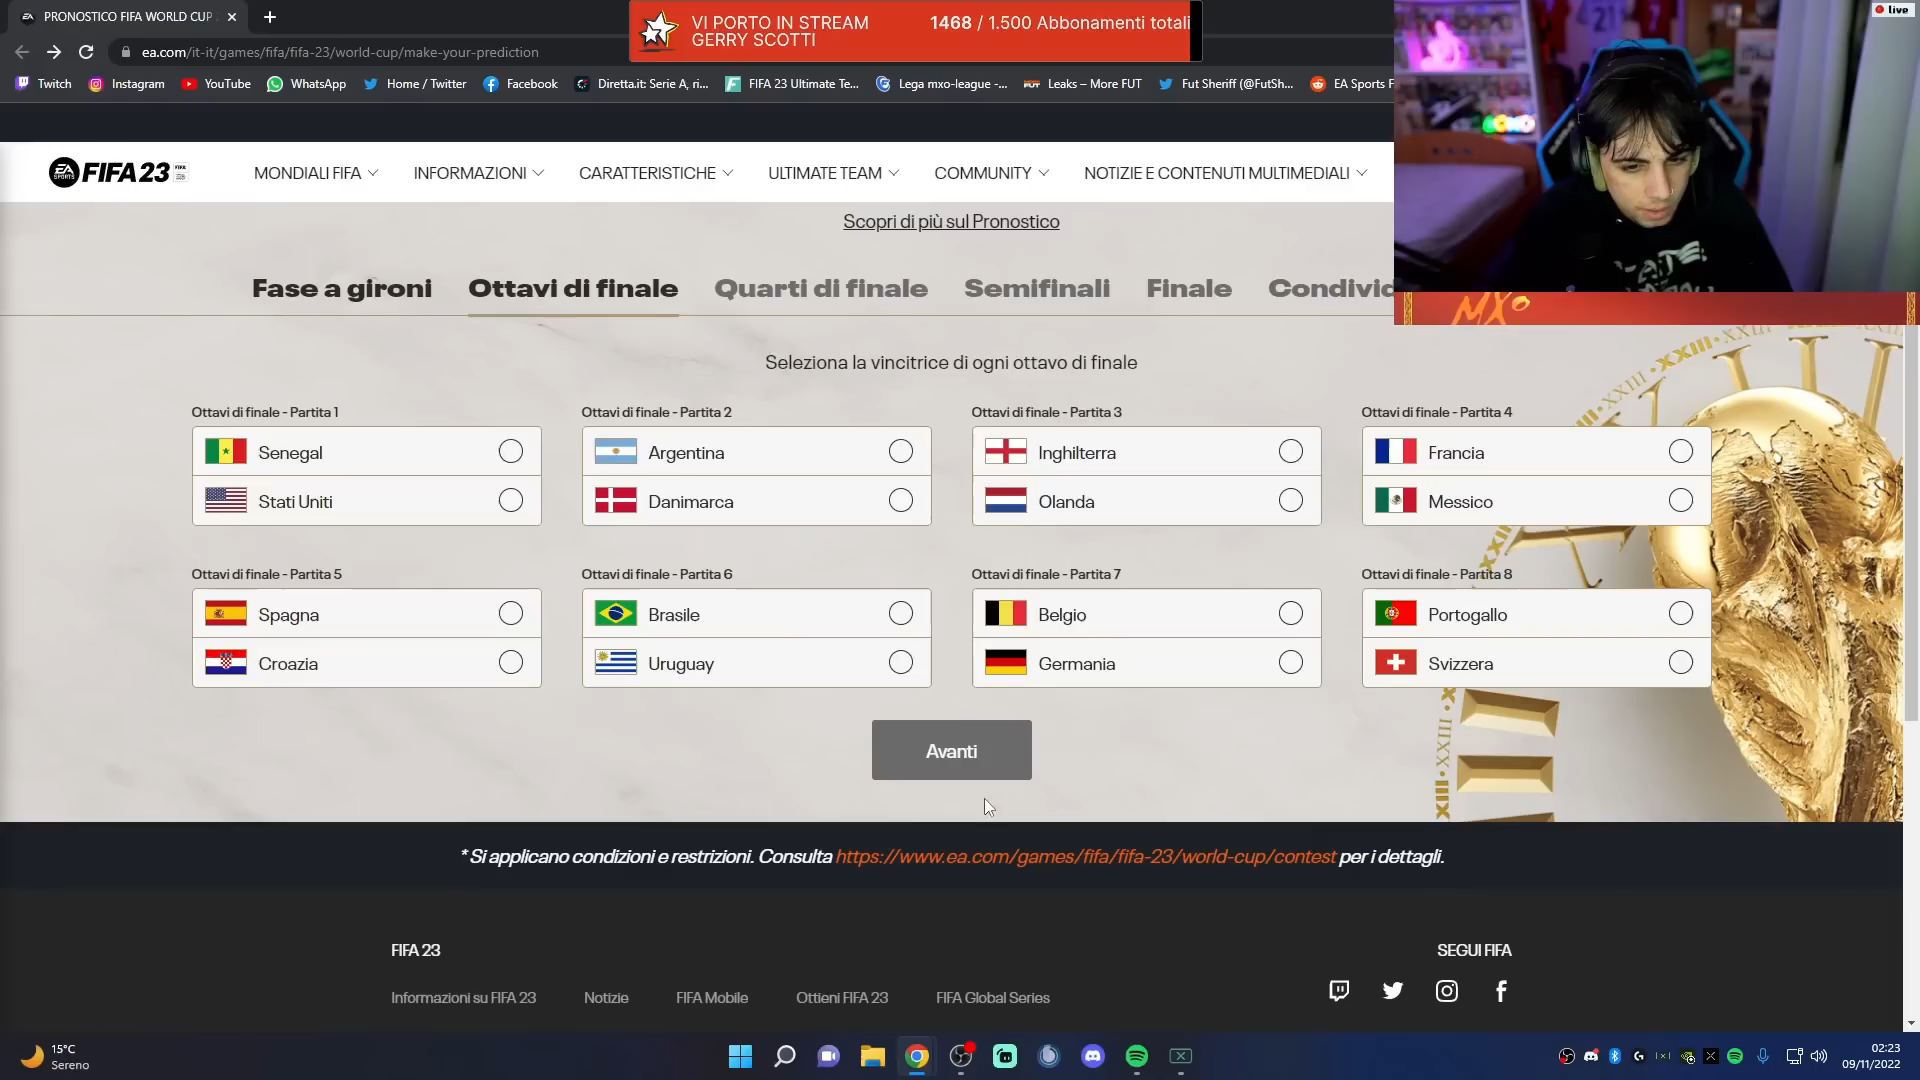 PRONOSTICO FIFA WORLD CUP
VI PORTO IN STREAM
GERRY SCOTTI
1468 / 1.500 Abbonamenti totali
live
ea.com/it-it/games/fifa/fifa-23/world-cup/make-your-prediction
Twitch
Instagram
YouTube
WhatsApp
Home / Twitter
Facebook
Diretta.it: Serie A, ri...
FIFA 23 Ultimate Te...
Lega mxo-league -...
Leaks – More FUT
Fut Sheriff (@FutSh...
EA Sports F
EA SPORTS FIFA 23
MONDIALI FIFA
INFORMAZIONI
CARATTERISTICHE
ULTIMATE TEAM
COMMUNITY
NOTIZIE E CONTENUTI MULTIMEDIALI
Scopri di più sul Pronostico
Fase a gironi
Ottavi di finale
Quarti di finale
Semifinali
Finale
Condivid
MXo
Seleziona la vincitrice di ogni ottavo di finale
Ottavi di finale - Partita 1
Senegal
Stati Uniti
Ottavi di finale - Partita 2
Argentina
Danimarca
Ottavi di finale - Partita 3
Inghilterra
Olanda
Ottavi di finale - Partita 4
Francia
Messico
Ottavi di finale - Partita 5
Spagna
Croazia
Ottavi di finale - Partita 6
Brasile
Uruguay
Ottavi di finale - Partita 7
Belgio
Germania
Ottavi di finale - Partita 8
Portogallo
Svizzera
Avanti
* Si applicano condizioni e restrizioni. Consulta https://www.ea.com/games/fifa/fifa-23/world-cup/contest per i dettagli.
FIFA 23
SEGUI FIFA
Informazioni su FIFA 23
Notizie
FIFA Mobile
Ottieni FIFA 23
FIFA Global Series
15°C
Sereno
02:23
09/11/2022